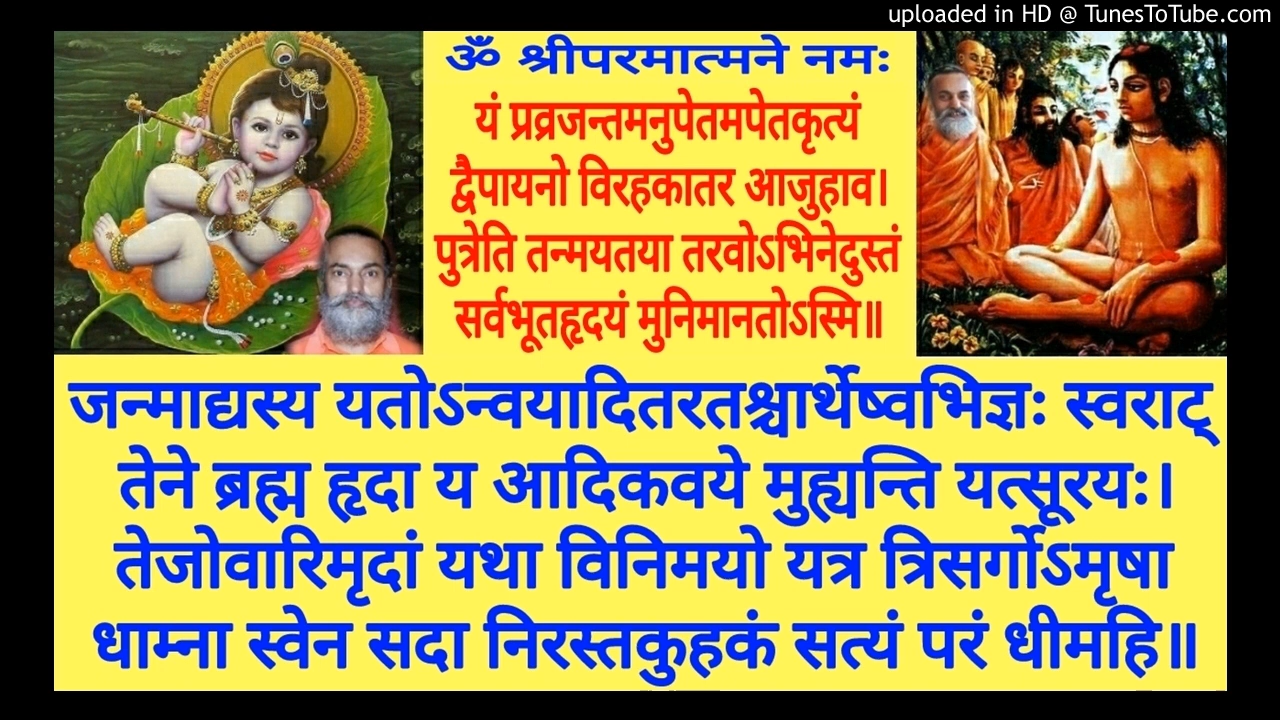 uploaded in HD @ TunesToTube.com
ॐ श्रीपरमात्मने नमः
यं प्रव्रजन्तमनुपेतमपेतकृत्यं
द्वैपायनो विरहकातर आजुहाव।
पुत्रेति तन्मयतया तरवोऽभिनेदुस्तं
सर्वभूतहृदयं मुनिमानतोऽस्मि॥
जन्माद्यस्य यतोऽन्वयादितरतश्चार्थेष्वभिज्ञः स्वराट्
तेने ब्रह्म हृदा य आदिकवये मुह्यन्ति यत्सूरयः।
तेजोवारिमृदां यथा विनिमयो यत्र त्रिसर्गोऽमृषा
धाम्ना स्वेन सदा निरस्तकुहकं सत्यं परं धीमहि॥